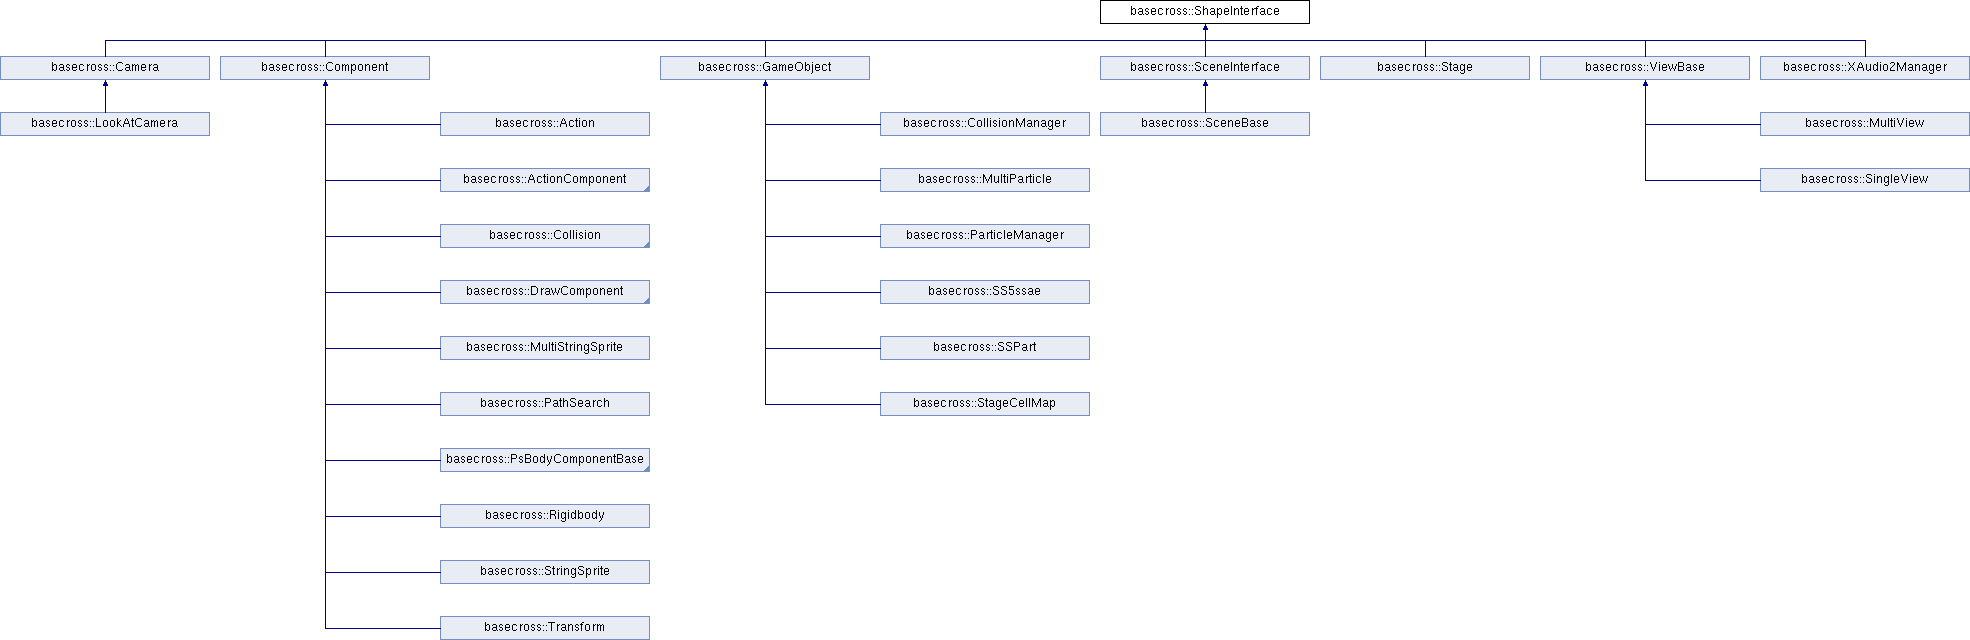 basecross::ShapeInterface
basecross::Camera
basecross::Component
basecross::GameObject
basecross::SceneInterface
basecross::Stage
basecross::ViewBase
basecross::XAudio2Manager
basecross::LookAtCamera
basecross::Action
basecross::CollisionManager
basecross::SceneBase
basecross::MultiView
basecross::ActionComponent
basecross::MultiParticle
basecross::SingleView
basecross::Collision
basecross::ParticleManager
basecross::DrawComponent
basecross::SS5ssae
basecross::MultiStringSprite
basecross::SSPart
basecross::PathSearch
basecross::StageCellMap
basecross::PsBodyComponentBase
basecross::Rigidbody
basecross::StringSprite
basecross::Transform